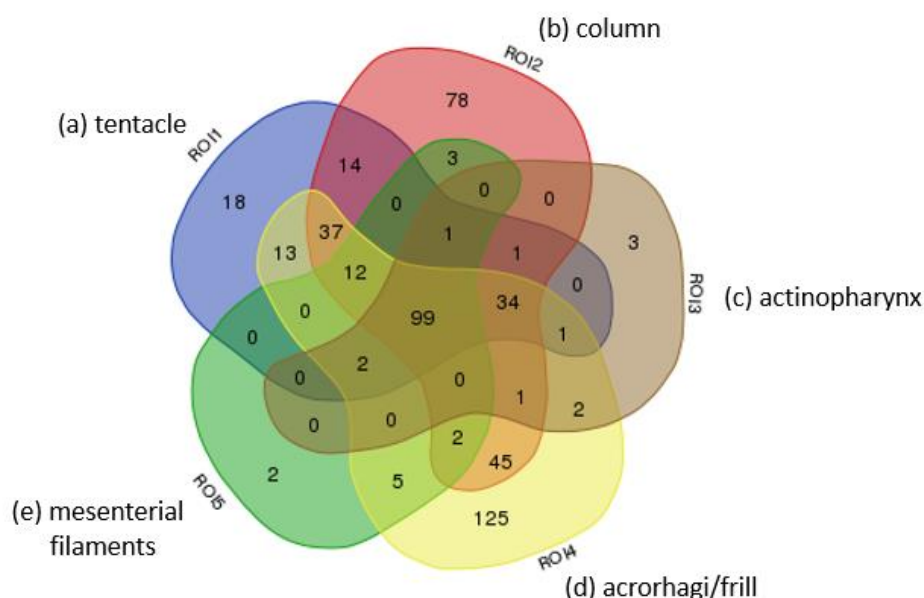 (b) column
ROI2
(a) tentacle
ROI1
78
3
14
0
0
0
18
37
1
1
3
13
12
0
ROI3
(c) actinopharynx
34
0
99
1
0
2
0
0
1
2
0
0
2
45
2
5
ROI5
(e) mesenterial
filaments
125
ROI4
(d) acrorhagi/frill